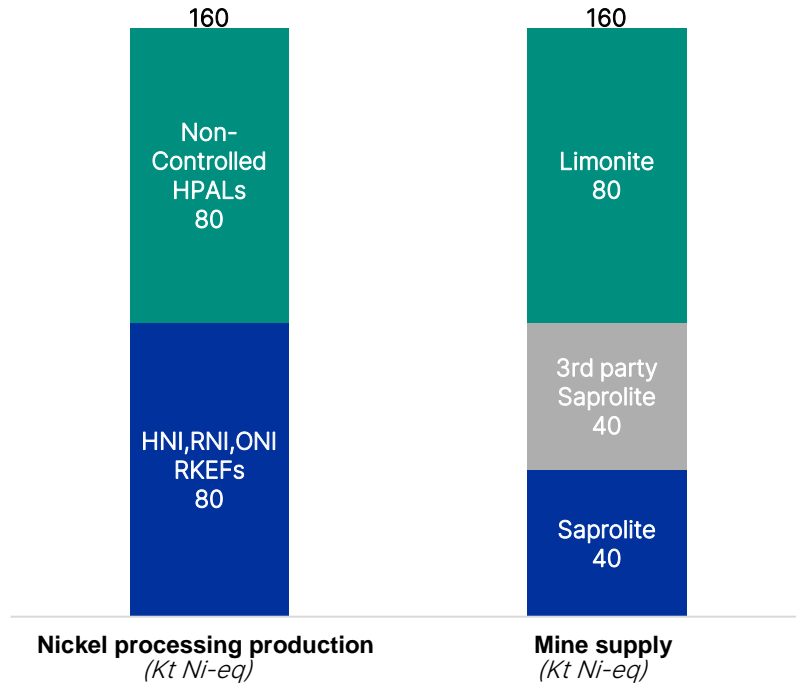 160
Non-
Controlled
HPALs
80
HNI,RNI,ONI
RKEFs
80
Nickel processing production
(Kt Ni-eq)
160
Limonite
80
3rd party
Saprolite
40
Saprolite
40
Mine supply
(Kt Ni-eq)